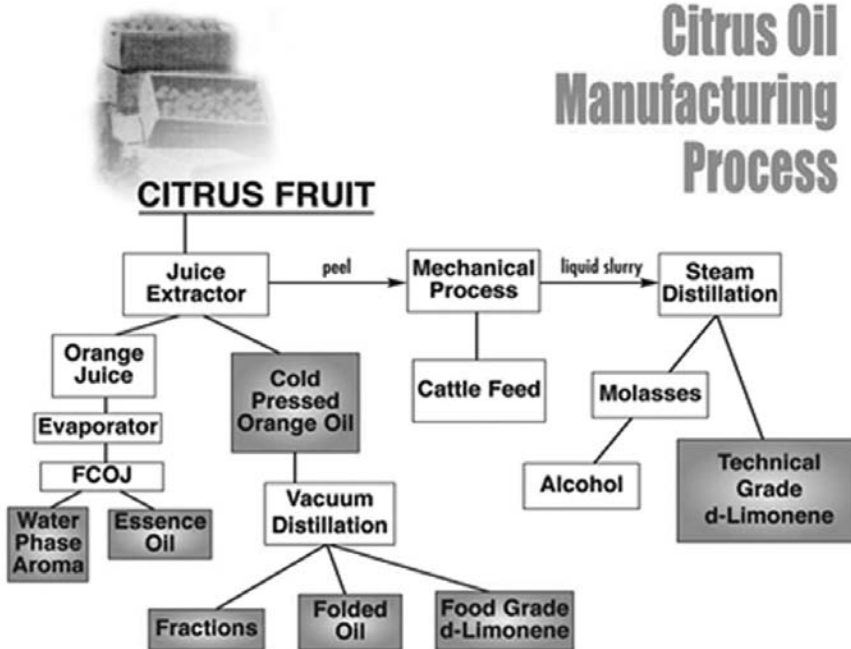 Citrus Oil
Manufacturing
Process
CITRUS FRUIT
Juice
Extractor
peel
Mechanical
Process
liquid slurry
Steam
Distillation
Orange
Juice
Cold
Pressed
Orange Oil
Cattle Feed
Molasses
Evaporator
FCOJ
Alcohol
Technical
Grade
d-Limonene
Water
Phase
Aroma
Essence
Oil
Vacuum
Distillation
Fractions
Folded
Oil
Food Grade
d-Limonene